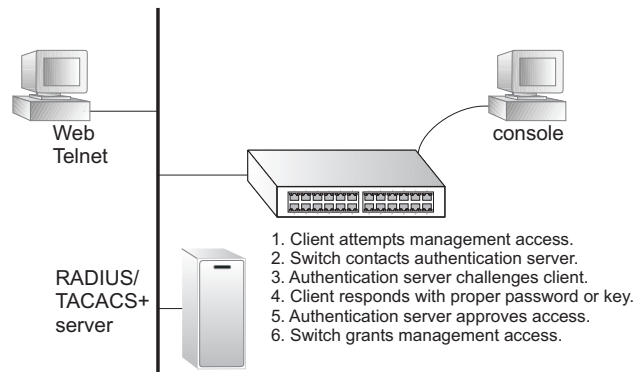 Web
Telnet
console
RADIUS/
TACACS+
server
1. Client attempts management access.
2. Switch contacts authentication server.
3. Authentication server challenges client.
4. Client responds with proper password or key.
5. Authentication server approves access.
6. Switch grants management access.